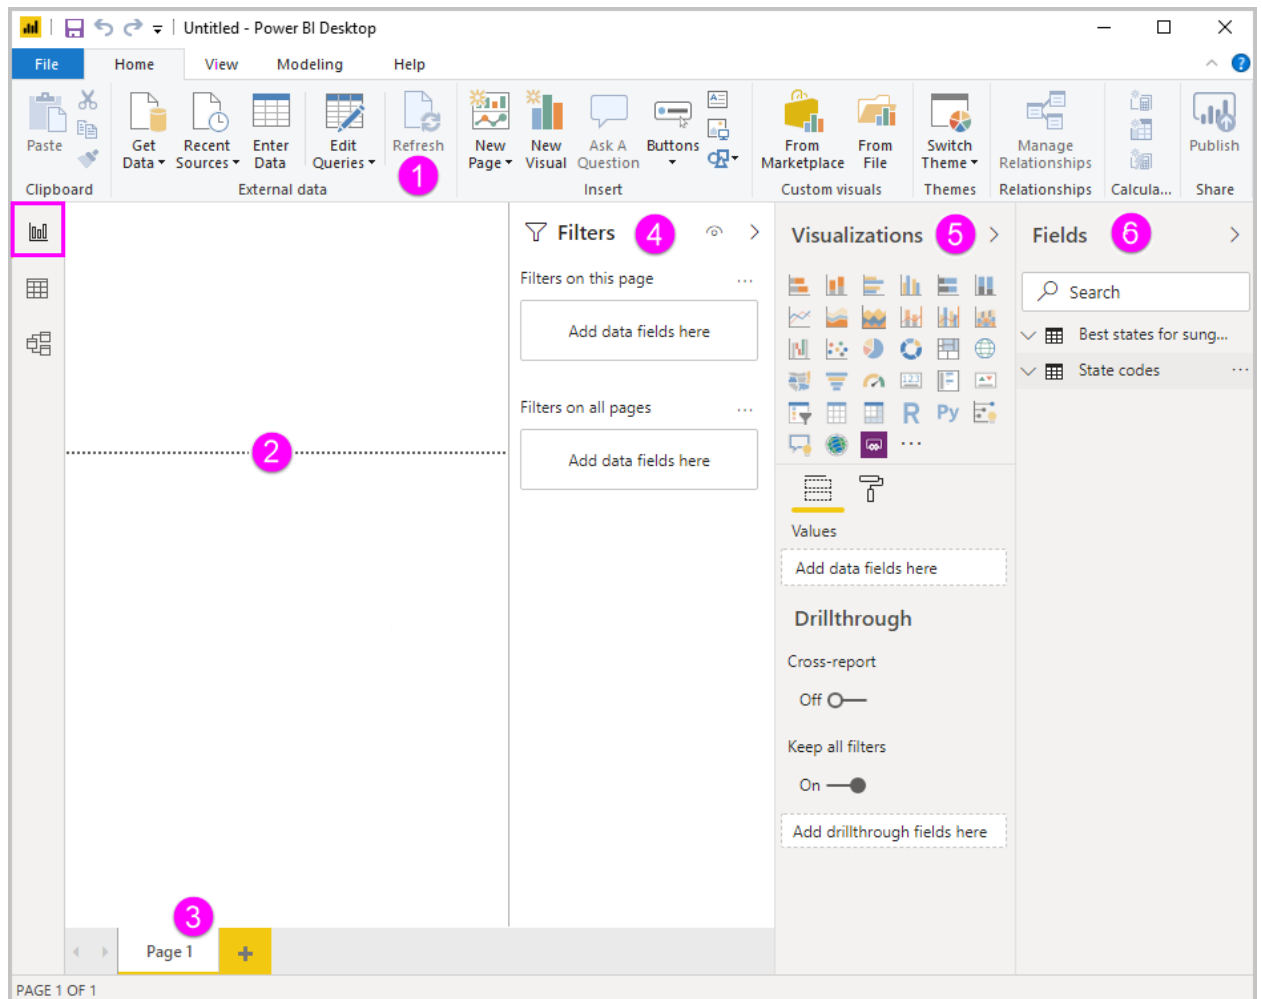 Untitled - Power BI Desktop
File Home View Modeling Help ?
Paste
Get Data
Recent Sources
Enter Data
Edit Queries
Refresh
New Page
New Visual
Ask A Question
Buttons
From Marketplace
From File
Switch Theme
Manage Relationships
Publish
1
Clipboard External data Insert Custom visuals Themes Relationships Calcula... Share
Filters 4
Filters on this page ...
Add data fields here
Filters on all pages ...
Add data fields here
2
3
Page 1 +
PAGE 1 OF 1
Visualizations 5
123
R Py
...
Values
Add data fields here
Drillthrough
Cross-report
Off
Keep all filters
On
Add drillthrough fields here
Fields 6
Search
Best states for sung...
State codes ...